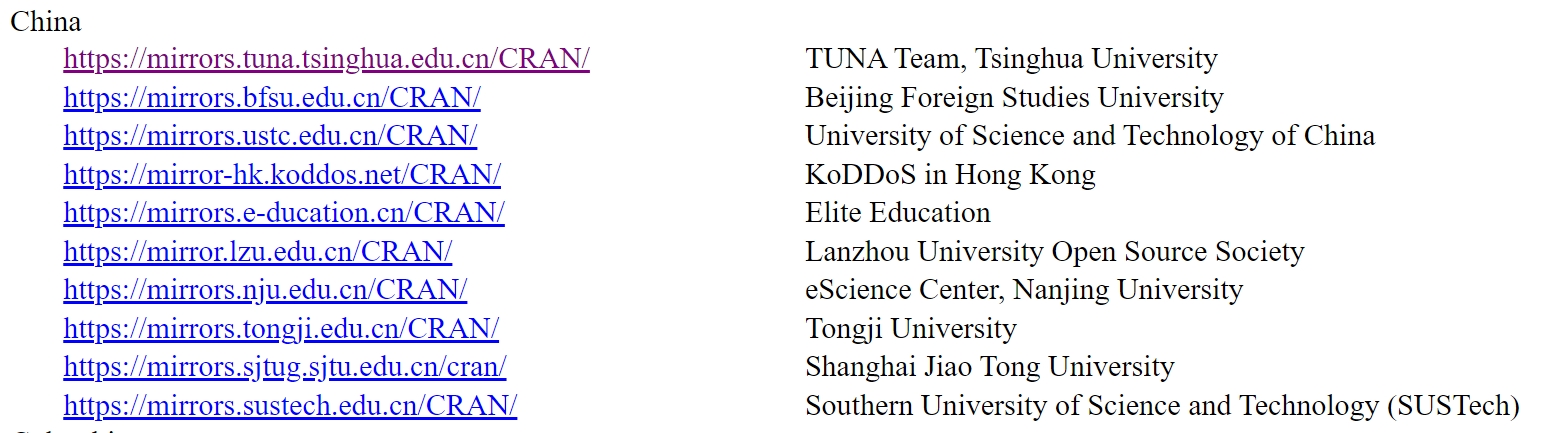 China
https://mirrors.tuna.tsinghua.edu.cn/CRAN/ TUNA Team, Tsinghua University
https://mirrors.bfsu.edu.cn/CRAN/ Beijing Foreign Studies University
https://mirrors.ustc.edu.cn/CRAN/ University of Science and Technology of China
https://mirror-hk.koddos.net/CRAN/ KoDDoS in Hong Kong
https://mirrors.e-ducation.cn/CRAN/ Elite Education
https://mirror.lzu.edu.cn/CRAN/ Lanzhou University Open Source Society
https://mirrors.nju.edu.cn/CRAN/ eScience Center, Nanjing University
https://mirrors.tongji.edu.cn/CRAN/ Tongji University
https://mirrors.sjtug.sjtu.edu.cn/cran/ Shanghai Jiao Tong University
https://mirrors.sustech.edu.cn/CRAN/ Southern University of Science and Technology (SUSTech)